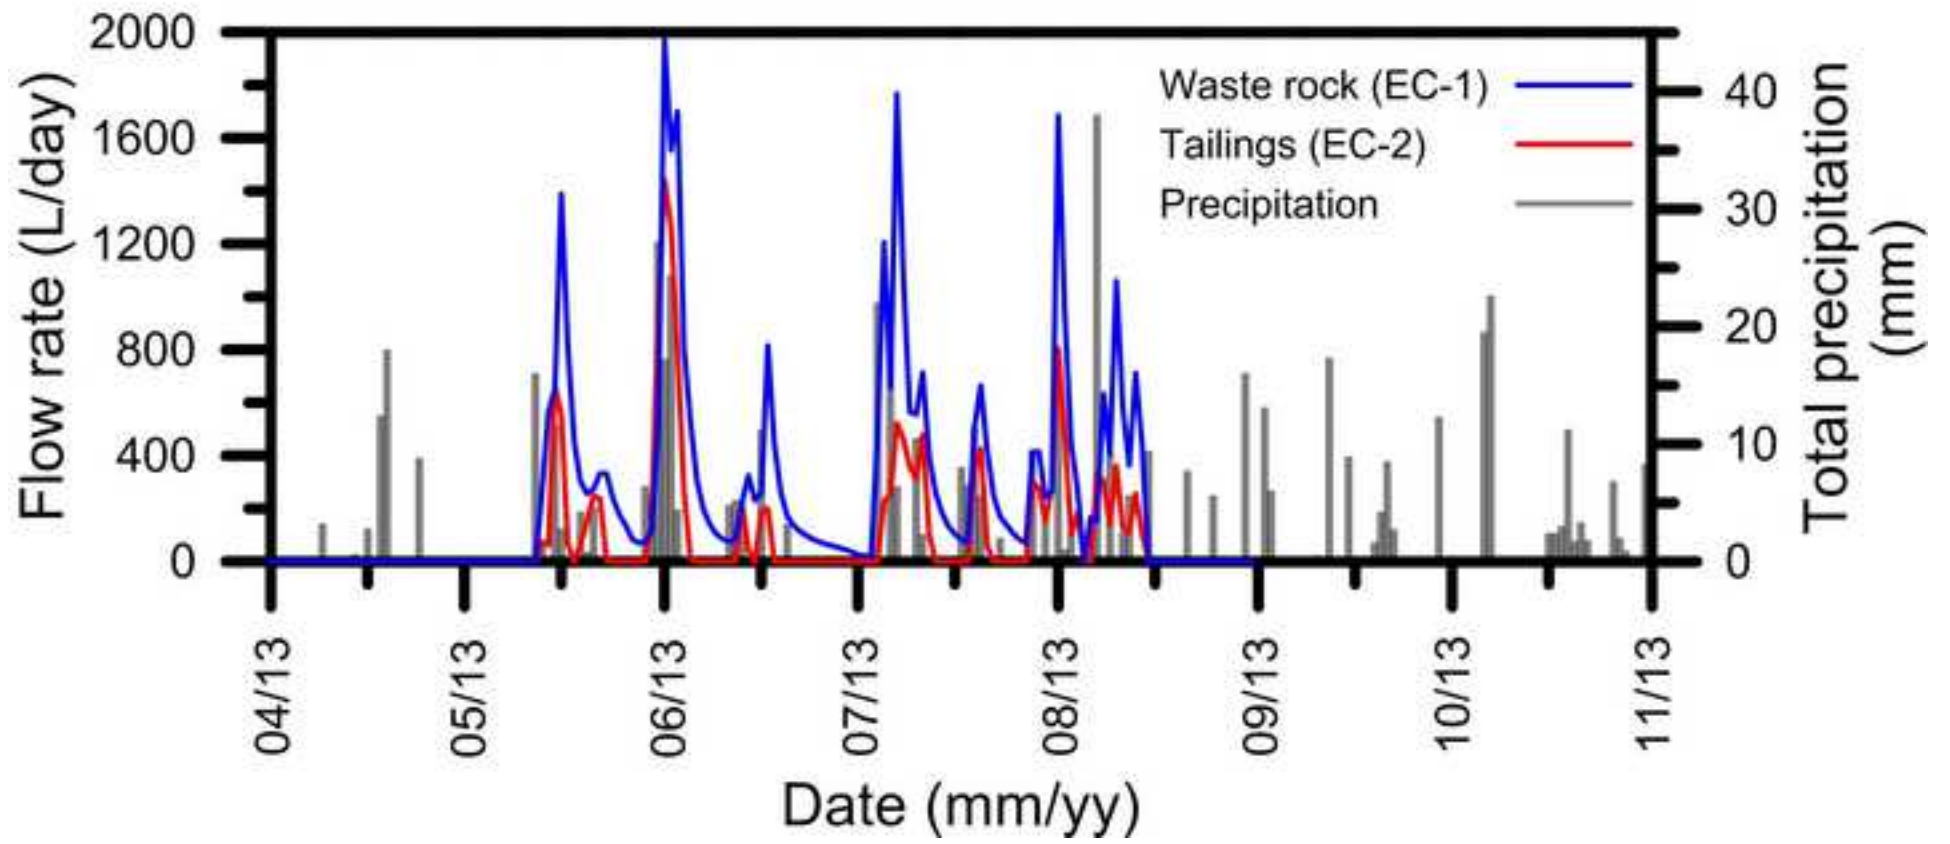 Flow rate (L/day)
2000
1600
1200
800
400
0
Waste rock (EC-1)
Tailings (EC-2)
Precipitation
40
30
20
10
0
Total precipitation
(mm)
04/13
05/13
06/13
07/13
08/13
09/13
10/13
11/13
Date (mm/yy)